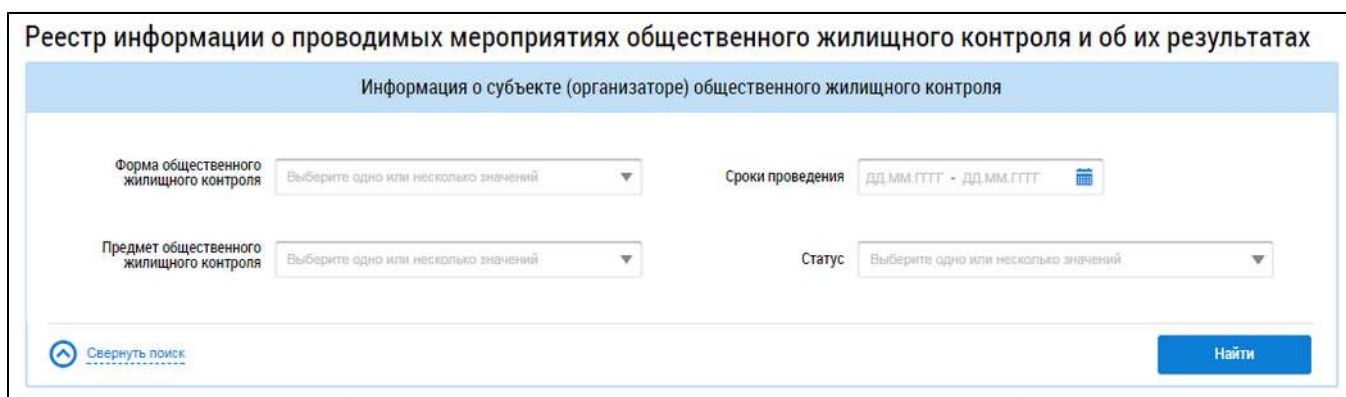 Реестр информации о проводимых мероприятиях общественного жилищного контроля и об их результатах
Информация о субъекте (организаторе) общественного жилищного контроля
Форма общественного
жилищного контроля
Выберите одно или несколько значений
Сроки проведения
ДД.ММ.ГГГГ - ДД.ММ.ГГГГ
Предмет общественного
жилищного контроля
Выберите одно или несколько значений
Статус
Выберите одно или несколько значений
Свернуть поиск
Найти